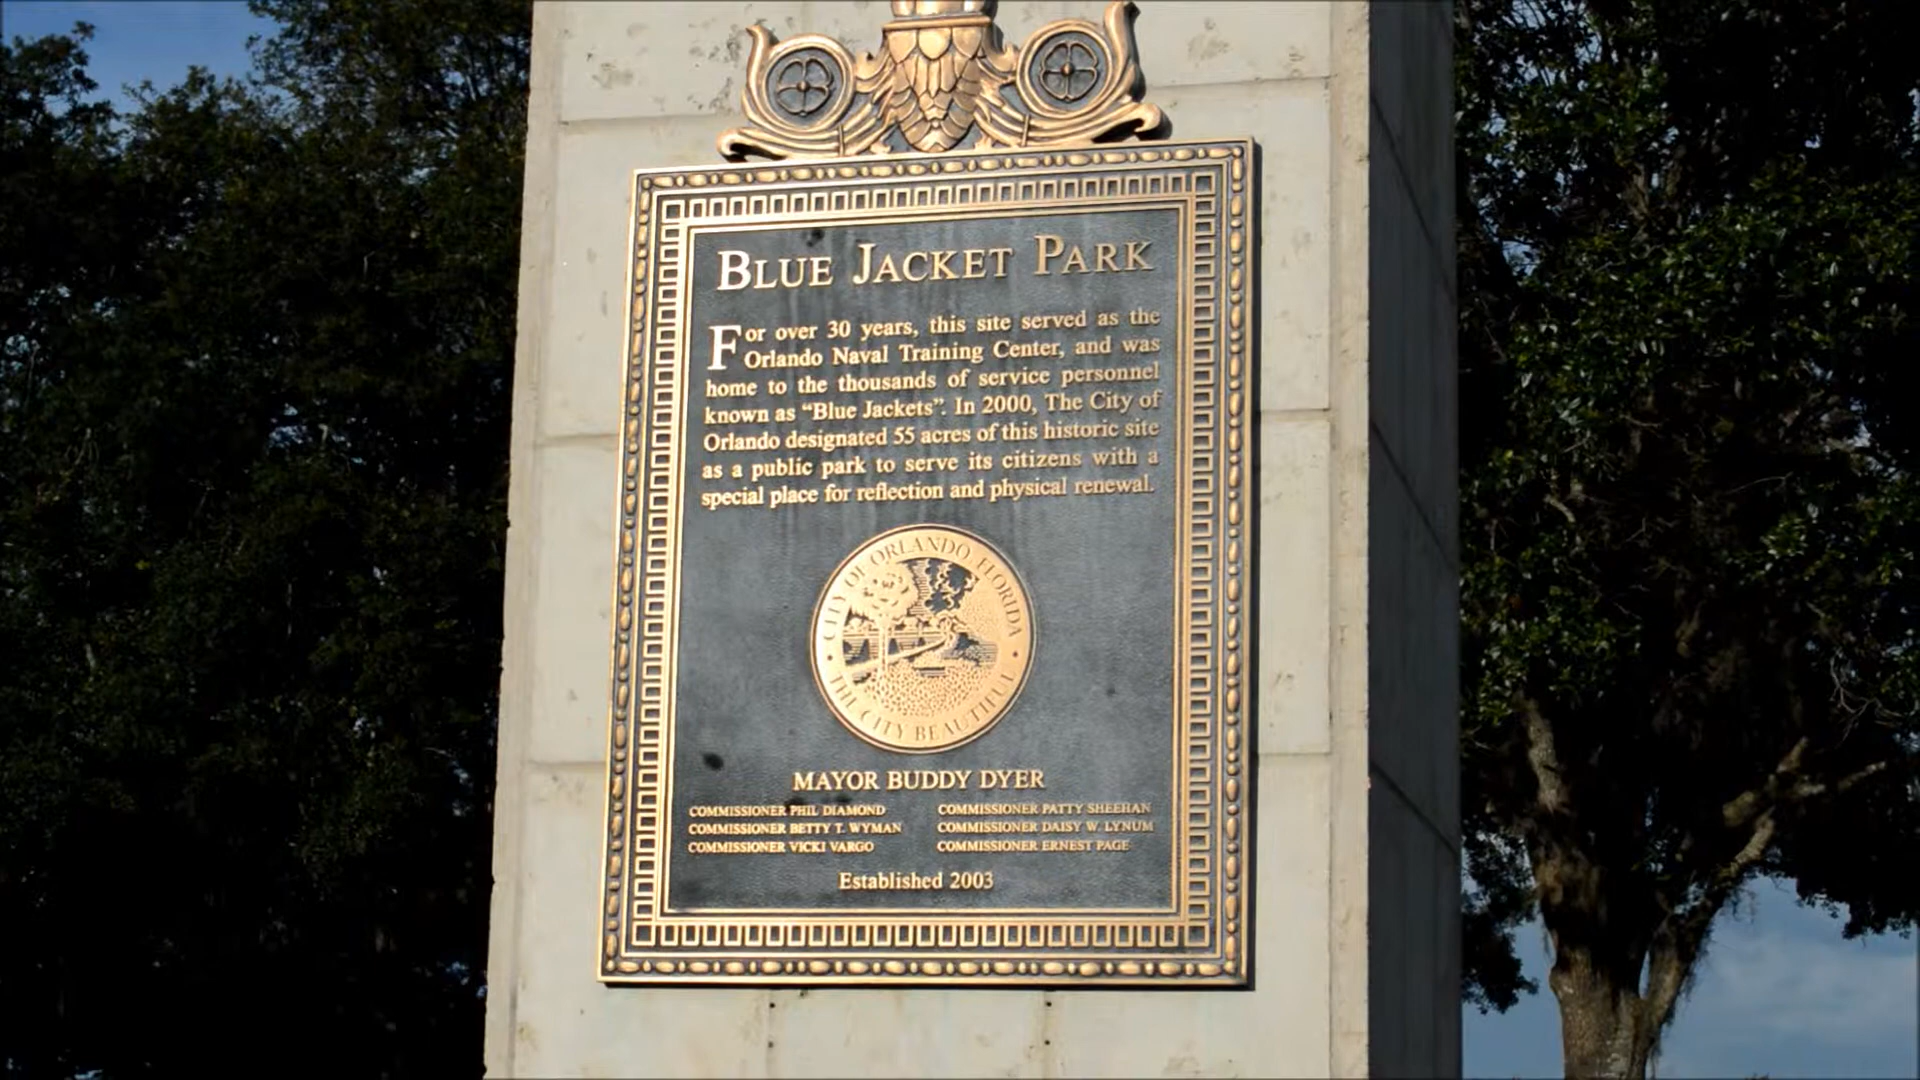 BLUE JACKET PARK
For over 30 years, this site served as the
Orlando Naval Training Center, and was
home to the thousands of service personnel
known as “Blue Jackets”. In 2000, The City of
Orlando designated 55 acres of this historic site
as a public park to serve its citizens with a
special place for reflection and physical renewal.
CITY OF ORLANDO FLORIDA
THE CITY BEAUTIFUL
MAYOR BUDDY DYER
COMMISSIONER PHIL DIAMOND COMMISSIONER PATTY SHEEHAN
COMMISSIONER BETTY T. WYMAN COMMISSIONER DAISY W. LYNUM
COMMISSIONER VICKI VARGO COMMISSIONER ERNEST PAGE
Established 2003